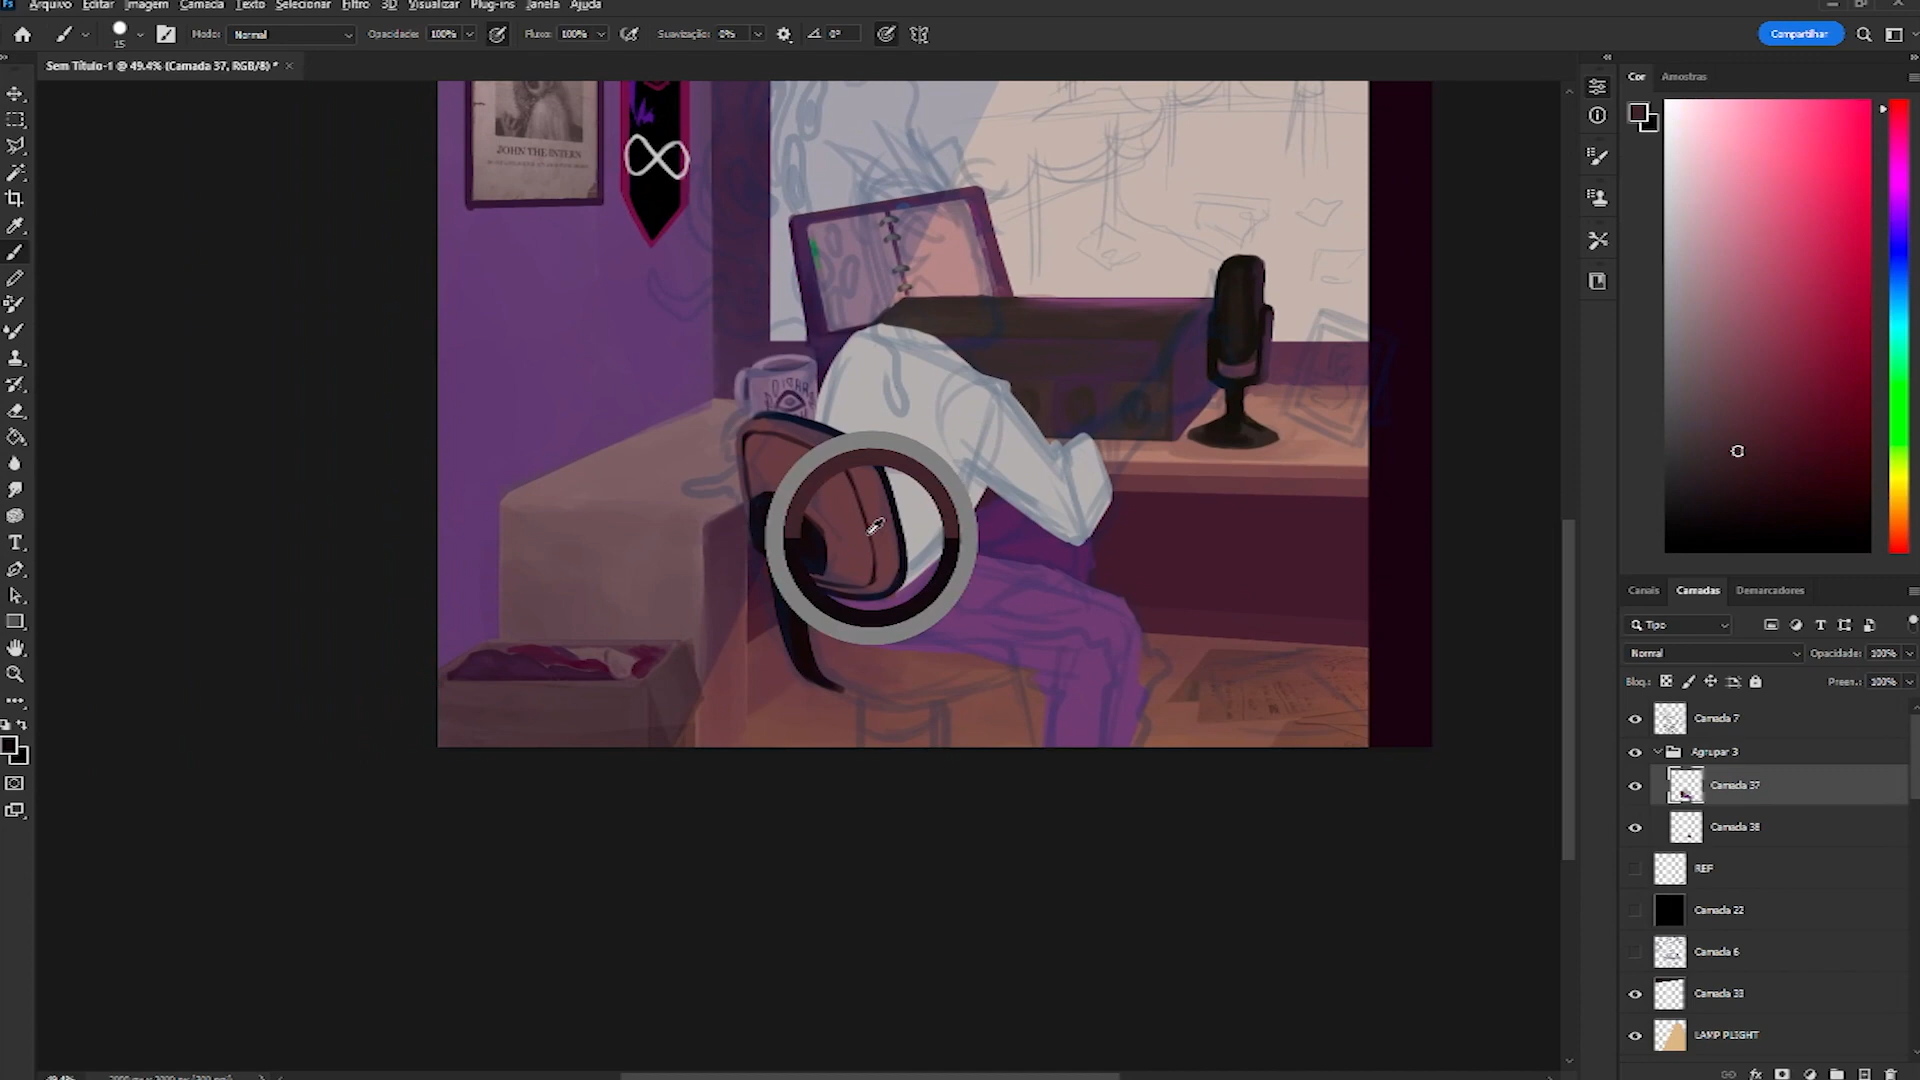 Arquivo Editar Imagem Camada Texto Selecionar Filtro 3D Visualizar Plug-ins Janela Ajuda
15 Modo: Normal Opacidade: 100% Fluxo: 100% Suavização: 0% 0° Compartilhar
Sem Título-1 @ 49.4% (Camada 37, RGB/8) * ×
Cor Amostras
JOHN THE INTERN
Canais Camadas Demarcadores
Tipo
Normal Opacidade: 100%
Bloq.: Preen.: 100%
Camada 7
Agrupar 3
Camada 37
Camada 38
REF
Camada 22
Camada 6
Camada 33
LAMP PLIGHT